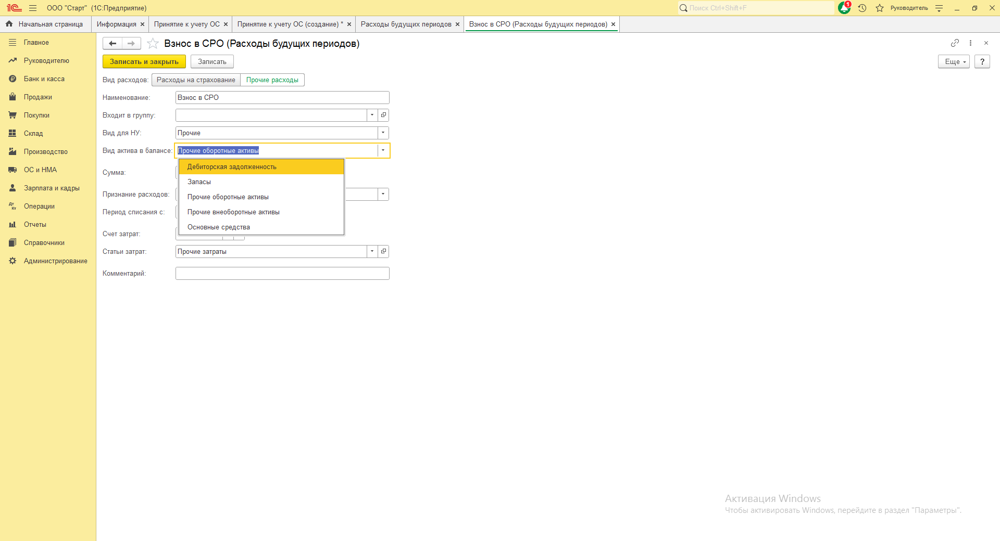 ООО "Старт" (1С:Предприятие)
Поиск Ctrl+Shift+F
1
Руководитель
Начальная страница
Информация
Принятие к учету ОС
Принятие к учету ОС (создание) *
Расходы будущих периодов
Взнос в СРО (Расходы будущих периодов)
Главное
Руководителю
Банк и касса
Продажи
Покупки
Склад
Производство
ОС и НМА
Зарплата и кадры
Дт Кт
Операции
Отчеты
Справочники
Администрирование
Взнос в СРО (Расходы будущих периодов)
Записать и закрыть
Записать
Еще
?
Вид расходов: Расходы на страхование Прочие расходы
Наименование: Взнос в СРО
Входит в группу:
Вид для НУ: Прочие
Вид актива в балансе: Прочие оборотные активы
Дебиторская задолженность
Запасы
Прочие оборотные активы
Прочие внеоборотные активы
Основные средства
Сумма:
Признание расходов:
Период списания с:
Счет затрат:
Статьи затрат: Прочие затраты
Комментарий:
Активация Windows
Чтобы активировать Windows, перейдите в раздел "Параметры".